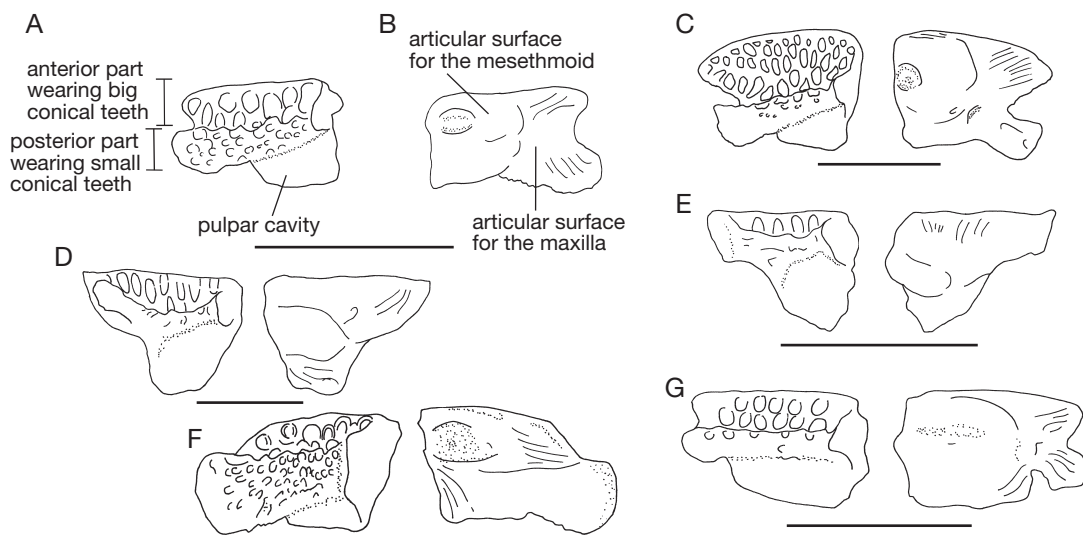 A
anterior part
wearing big
conical teeth
posterior part
wearing small
conical teeth
pulpar cavity
B
articular surface
for the mesethmoid
articular surface
for the maxilla
C
D
E
F
G